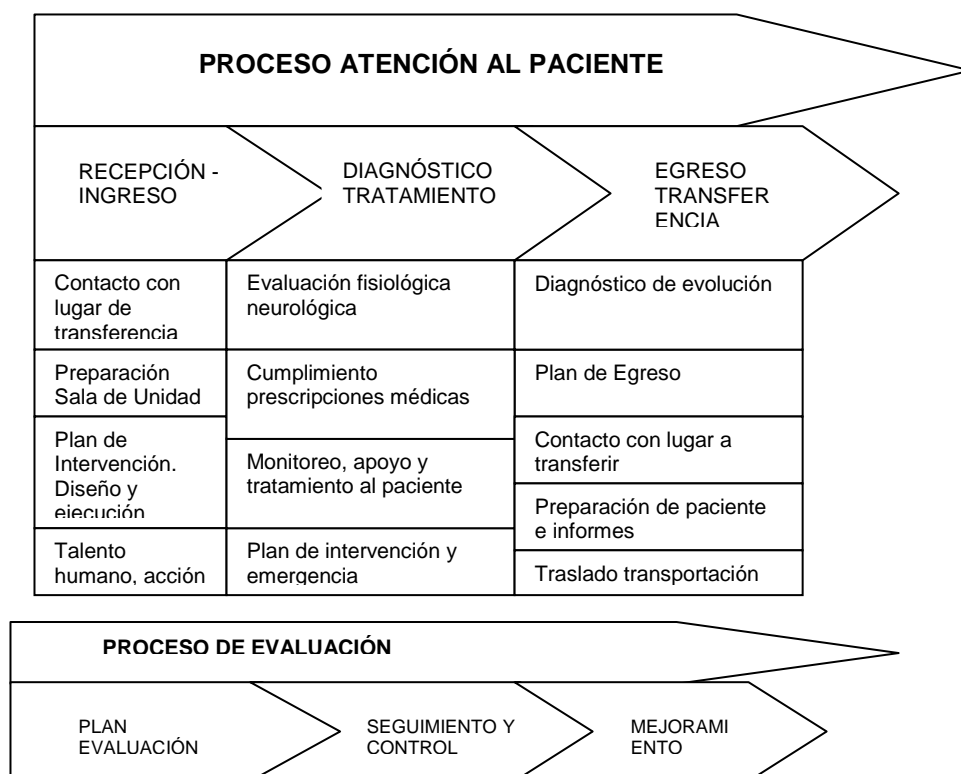 PROCESO ATENCIÓN AL PACIENTE
RECEPCIÓN -
INGRESO
DIAGNÓSTICO
TRATAMIENTO
EGRESO
TRANSFER
ENCIA
Contacto con
lugar de
transferencia
Preparación
Sala de Unidad
Plan de
Intervención.
Diseño y
ejecución
Talento
humano, acción
Evaluación fisiológica
neurológica
Cumplimiento
prescripciones médicas
Monitoreo, apoyo y
tratamiento al paciente
Plan de intervención y
emergencia
Diagnóstico de evolución
Plan de Egreso
Contacto con lugar a
transferir
Preparación de paciente
e informes
Traslado transportación
PROCESO DE EVALUACIÓN
PLAN
EVALUACIÓN
SEGUIMIENTO Y
CONTROL
MEJORAMI
ENTO